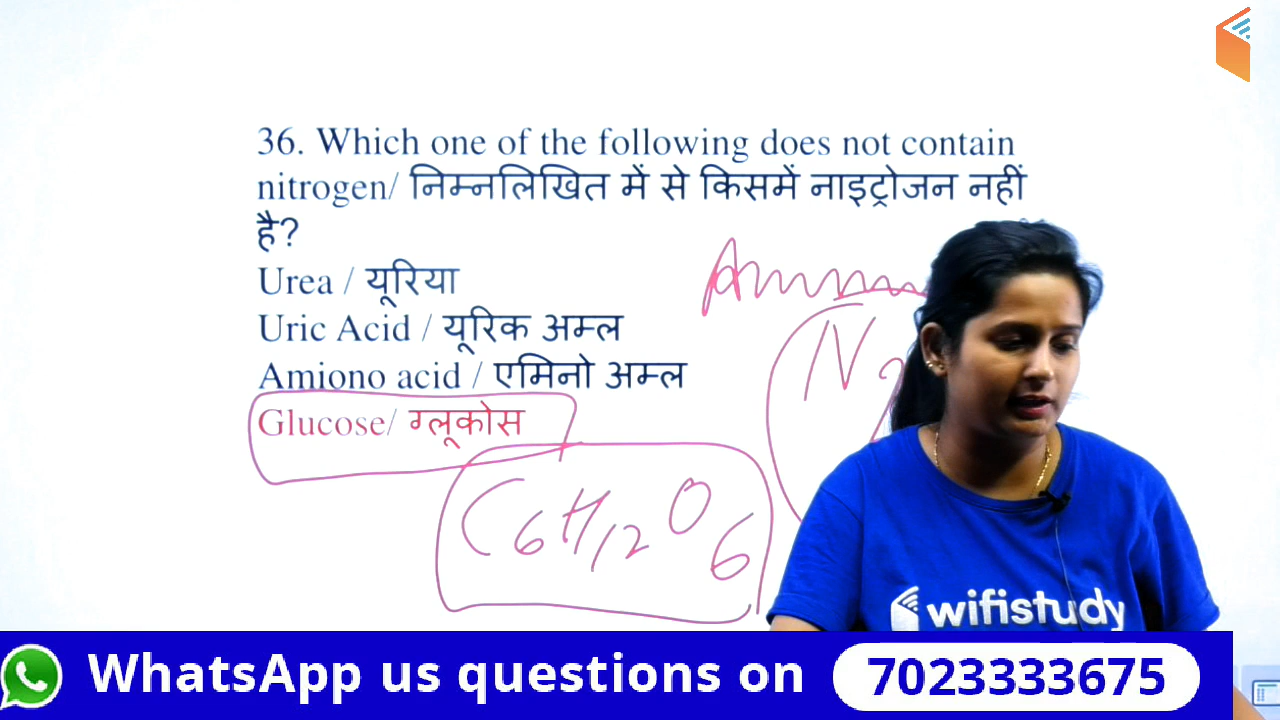 36. Which one of the following does not contain
nitrogen/ निम्नलिखित में से किसमें नाइट्रोजन नहीं
है?
Urea / यूरिया
Uric Acid / यूरिक अम्ल
Amiono acid / एमिनो अम्ल
Glucose/ ग्लूकोस
N2
C6H12O6
wifistudy
WhatsApp us questions on 7023333675